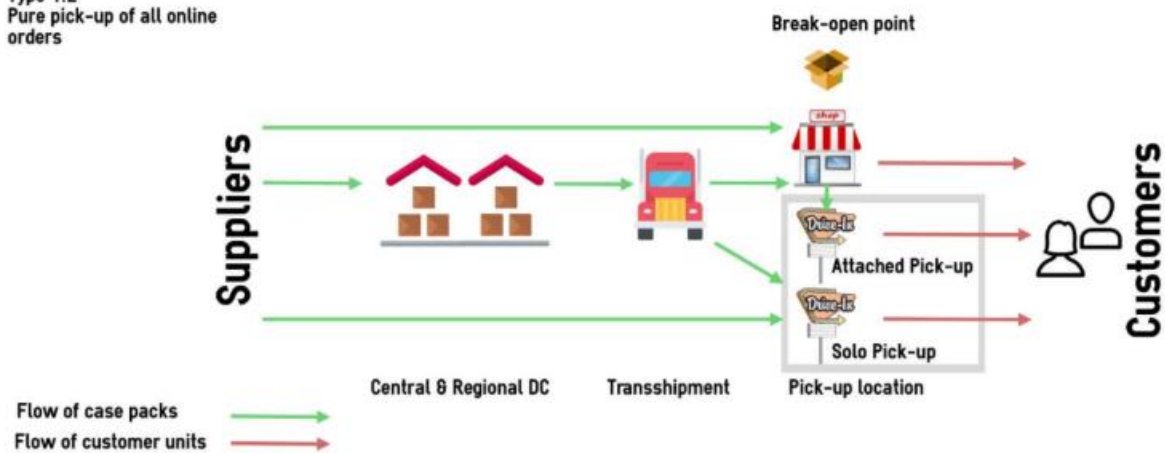 Pure pick-up of all online
orders
Break-open point
shop
Suppliers
Drive-In
Attached Pick-up
Drive-In
Solo Pick-up
Customers
Central & Regional DC
Transshipment
Pick-up location
Flow of case packs
Flow of customer units